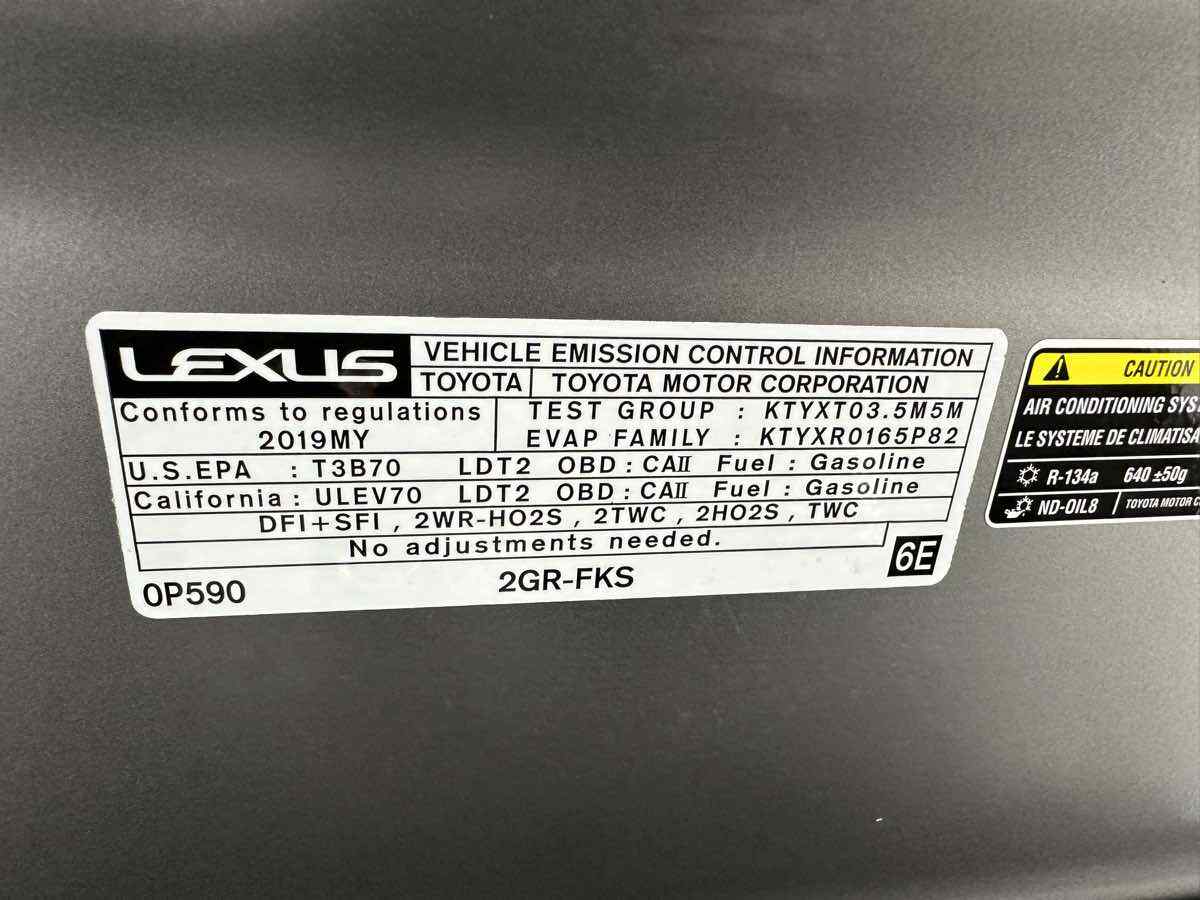 LEXUS
VEHICLE EMISSION CONTROL INFORMATION
TOYOTA
TOYOTA MOTOR CORPORATION
Conforms to regulations
2019MY
TEST GROUP : KTYXT03.5M5M
EVAP FAMILY : KTYXR0165P82
U.S.EPA : T3B70 LDT2 OBD : CAII Fuel : Gasoline
California : ULEV70 LDT2 OBD : CAII Fuel : Gasoline
DFI+SFI , 2WR-HO2S , 2TWC , 2HO2S , TWC
No adjustments needed.
0P590
2GR-FKS
6E
CAUTION
AIR CONDITIONING
LE SYSTEME DE
R-134a 640 ±50g
ND-OIL8
TOYOTA MOTOR